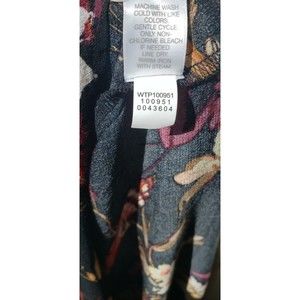 MACHINE WASH
COLD WITH LIKE
COLORS.
GENTLE CYCLE
ONLY NON-
CHLORINE BLEACH
IF NEEDED
LINE DRY.
WARM IRON
WITH STEAM.
WTP100951
100951
0043604